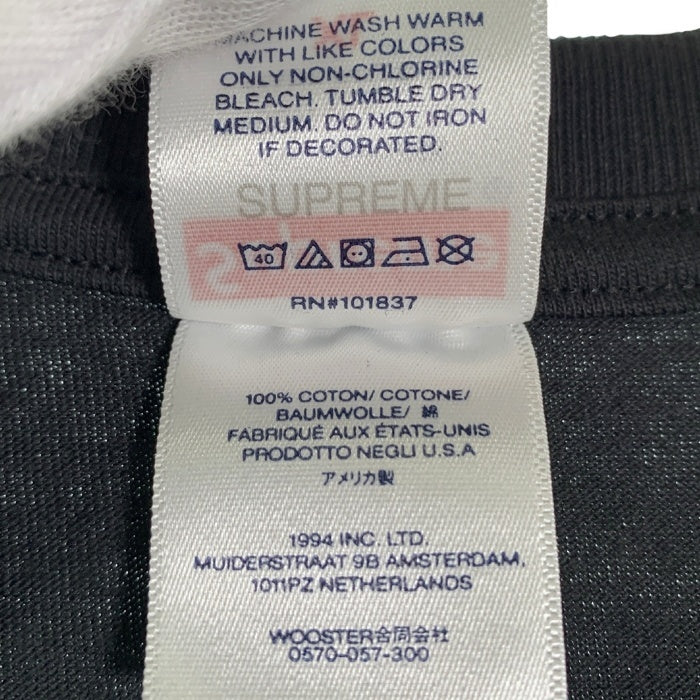 MACHINE WASH WARM
WITH LIKE COLORS
ONLY NON-CHLORINE
BLEACH. TUMBLE DRY
MEDIUM. DO NOT IRON
IF DECORATED.
SUPREME
40
RN#101837
100% COTON/ COTONE/
BAUMWOLLE/ 綿
FABRIQUÉ AUX ÉTATS-UNIS
PRODOTTO NEGLI U.S.A
アメリカ製
1994 INC. LTD.
MUIDERSTRAAT 9B AMSTERDAM,
1011PZ NETHERLANDS
WOOSTER合同会社
0570-057-300